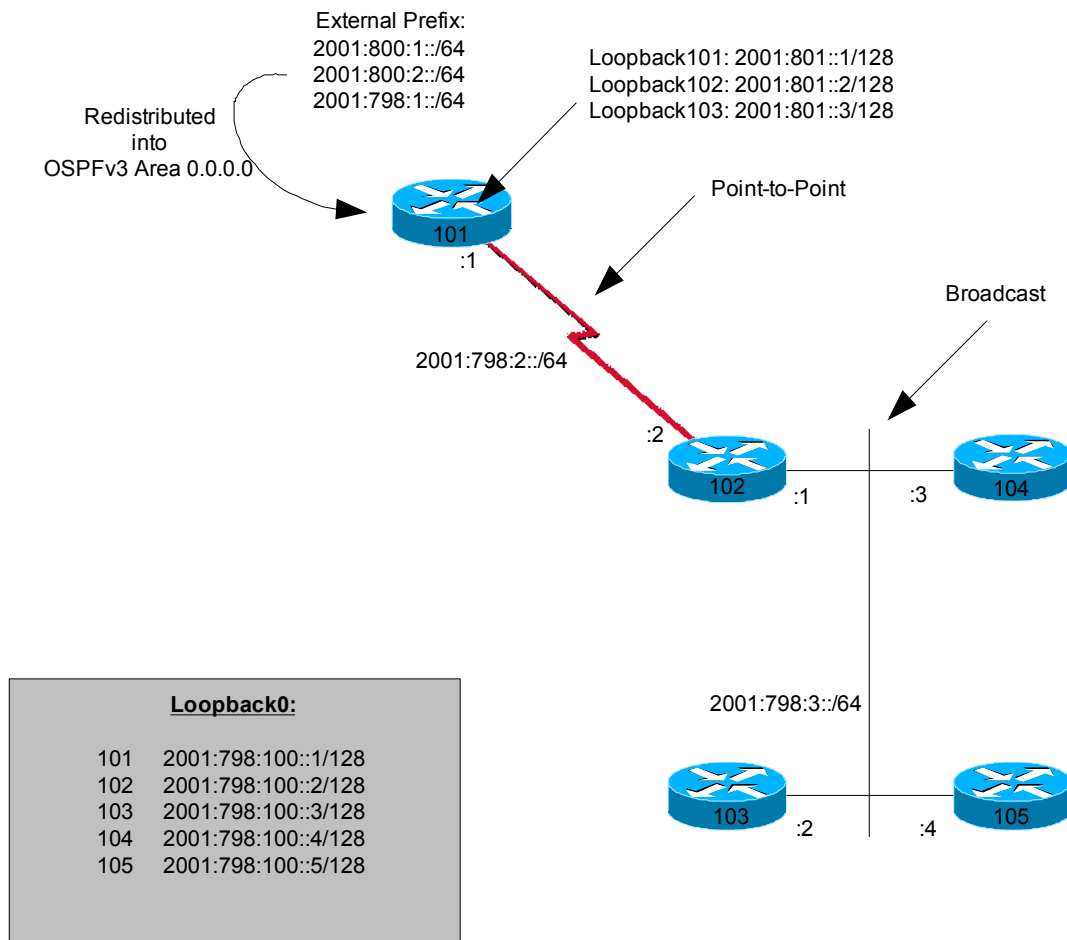 External Prefix:
2001:800:1::/64
2001:800:2::/64
2001:798:1::/64
Loopback101: 2001:801::1/128
Loopback102: 2001:801::2/128
Loopback103: 2001:801::3/128
Redistributed
into
OSPFv3 Area 0.0.0.0
Point-to-Point
101
:1
Broadcast
2001:798:2::/64
:2
102
:1
:3
104
2001:798:3::/64
103
:2
:4
105
Loopback0:
101 2001:798:100::1/128
102 2001:798:100::2/128
103 2001:798:100::3/128
104 2001:798:100::4/128
105 2001:798:100::5/128